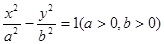 x²/a² − y²/b² = 1(a > 0, b > 0)